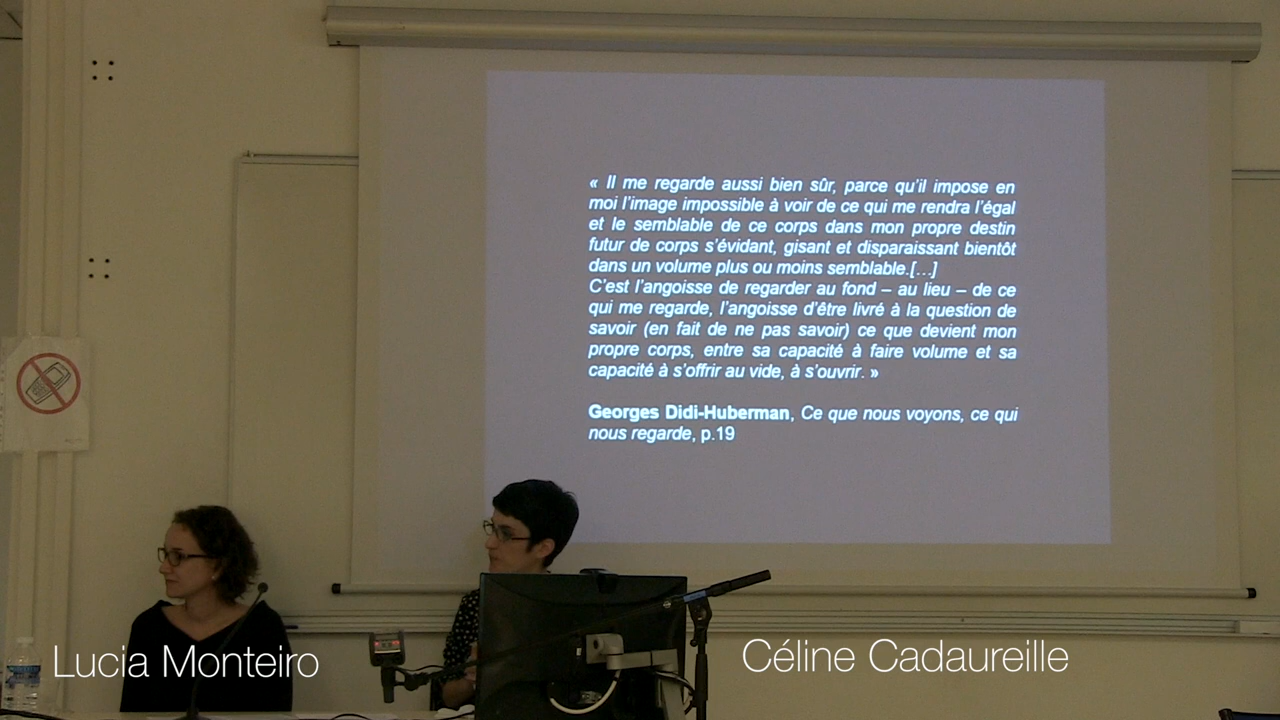 « Il me regarde aussi bien sûr, parce qu'il impose en
moi l'image impossible à voir de ce qui me rendra l'égal
et le semblable de ce corps dans mon propre destin
futur de corps s'évidant, gisant et disparaissant bientôt
dans un volume plus ou moins semblable.[…]
C'est l'angoisse de regarder au fond – au lieu – de ce
qui me regarde, l'angoisse d'être livré à la question de
savoir (en fait de ne pas savoir) ce que devient mon
propre corps, entre sa capacité à faire volume et sa
capacité à s'offrir au vide, à s'ouvrir. »
Georges Didi-Huberman, Ce que nous voyons, ce qui
nous regarde, p.19
Lucia Monteiro
Céline Cadaureille